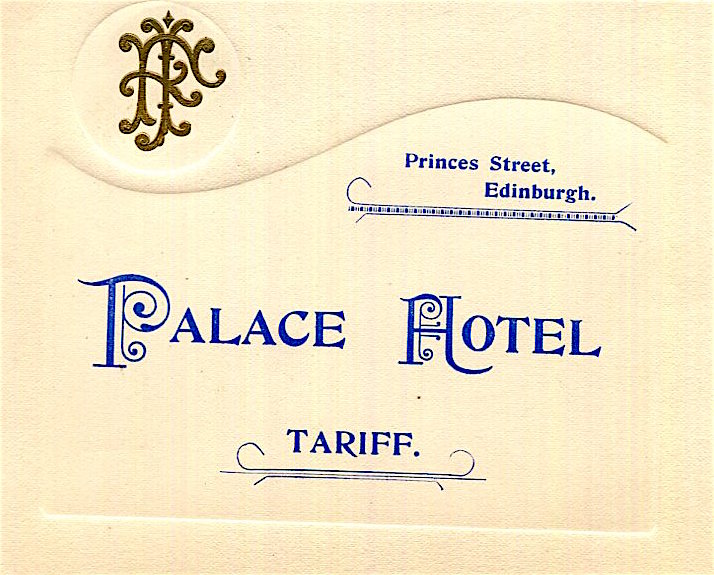 Princes Street,
Edinburgh.
PALACE HOTEL
TARIFF.